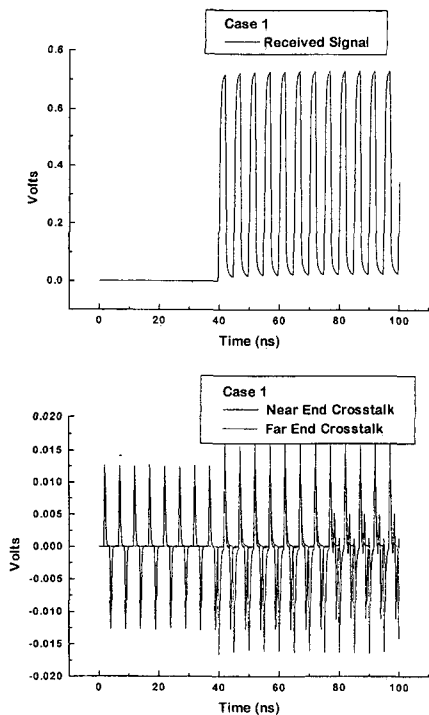 Case 1
Received Signal
0.6
0.4
0.2
0.0
Volts
0 20 40 60 80 100
Time (ns)
Case 1
Near End Crosstalk
Far End Crosstalk
0.020
0.015
0.010
0.005
0.000
-0.005
-0.010
-0.015
-0.020
Volts
0 20 40 60 80 100
Time (ns)